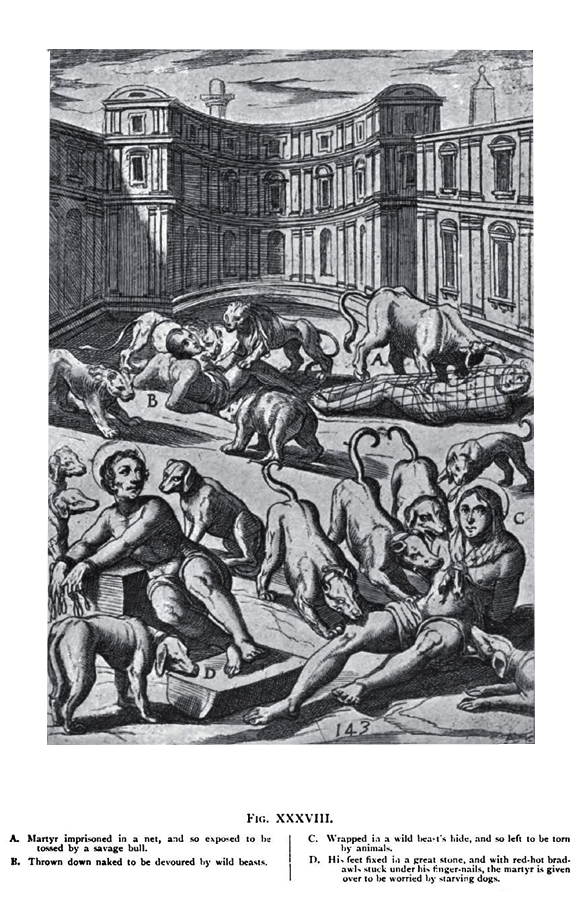 A
B
C
D
143
FIG. XXXVIII.
A. Martyr imprisoned in a net, and so exposed to be
tossed by a savage bull.
B. Thrown down naked to be devoured by wild beasts.
C. Wrapped in a wild beast's hide, and so left to be torn
by animals.
D. His feet fixed in a great stone, and with red-hot brad-
awls stuck under his finger-nails, the martyr is given
over to be worried by starving dogs.